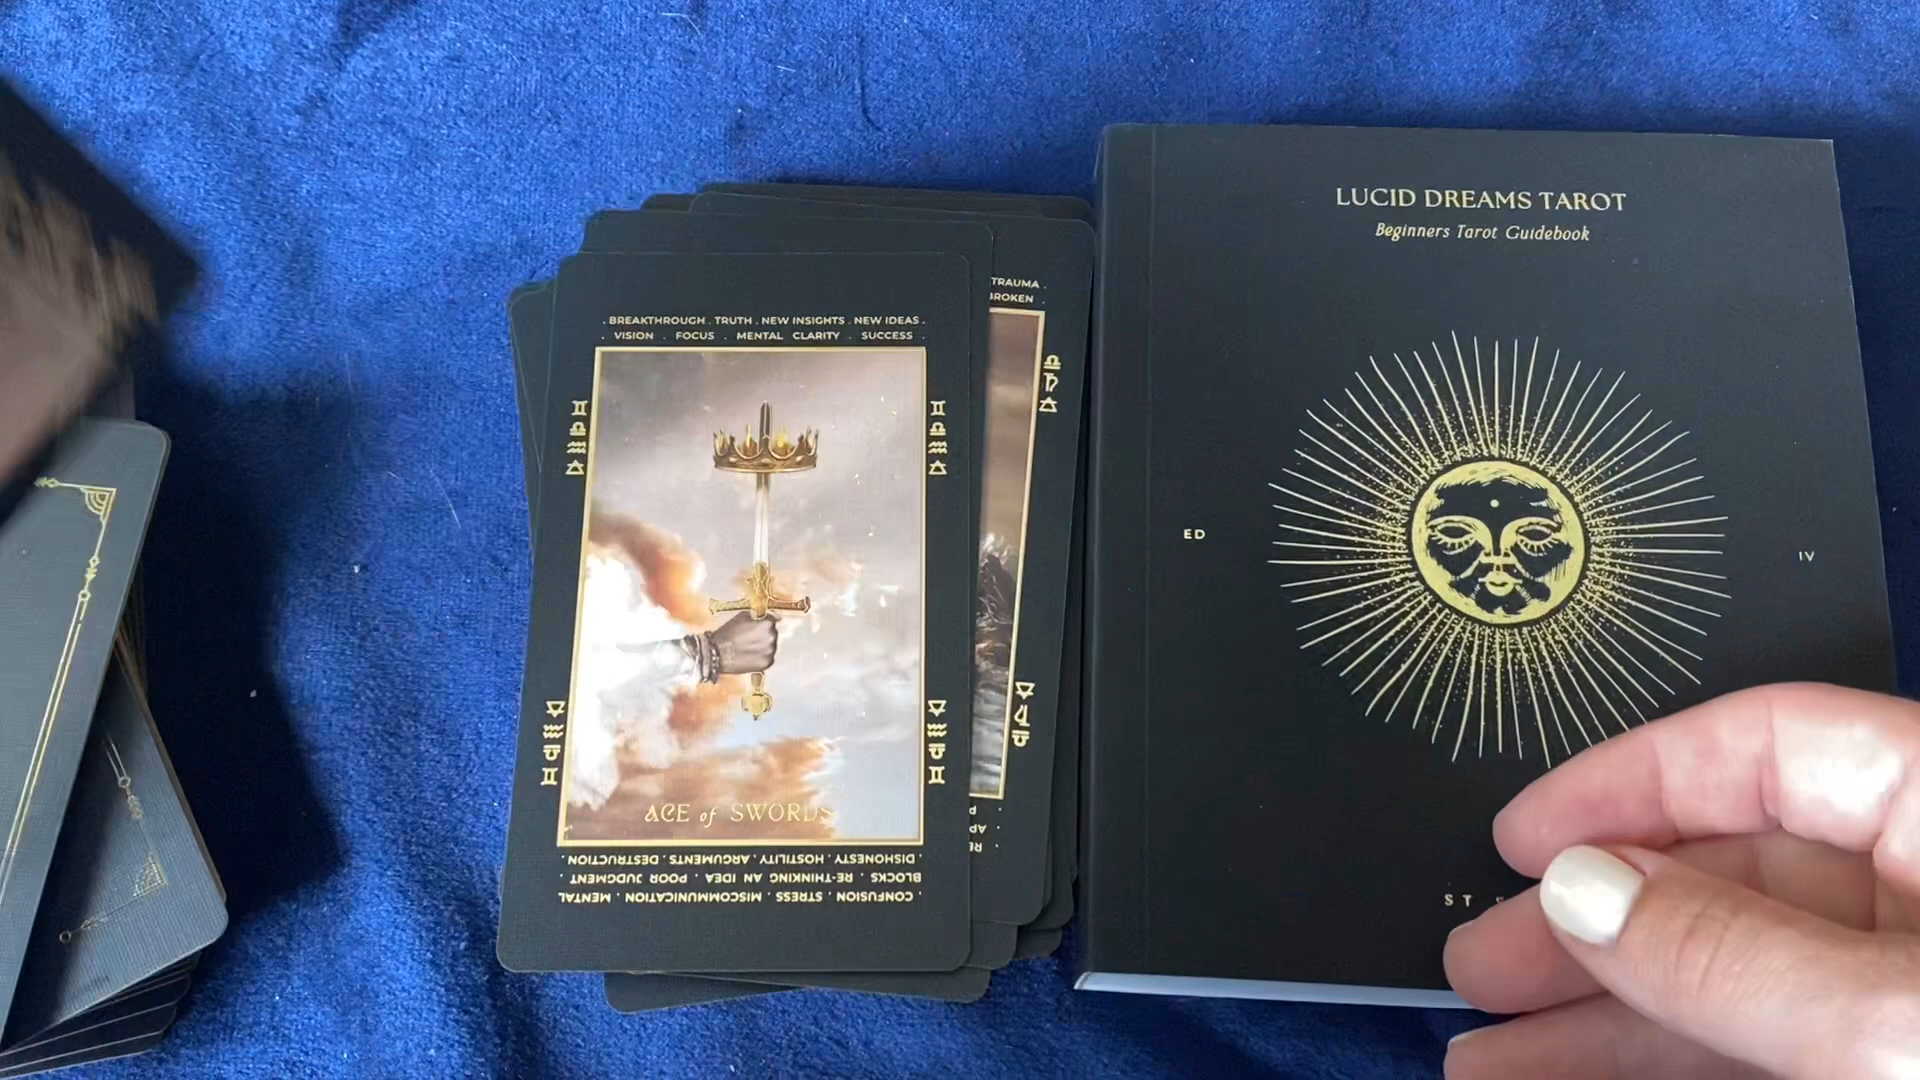 . BREAKTHROUGH . TRUTH . NEW INSIGHTS . NEW IDEAS .
. VISION . FOCUS . MENTAL CLARITY . SUCCESS .
ACE of SWORDS
. CONFUSION . STRESS . MISCOMMUNICATION . MENTAL
BLOCKS . RE-THINKING AN IDEA . POOR JUDGMENT .
DISHONESTY . HOSTILITY . ARGUMENTS . DESTRUCTION .
TRAUMA .
BROKEN .
LUCID DREAMS TAROT
Beginners Tarot Guidebook
ED
IV
ST